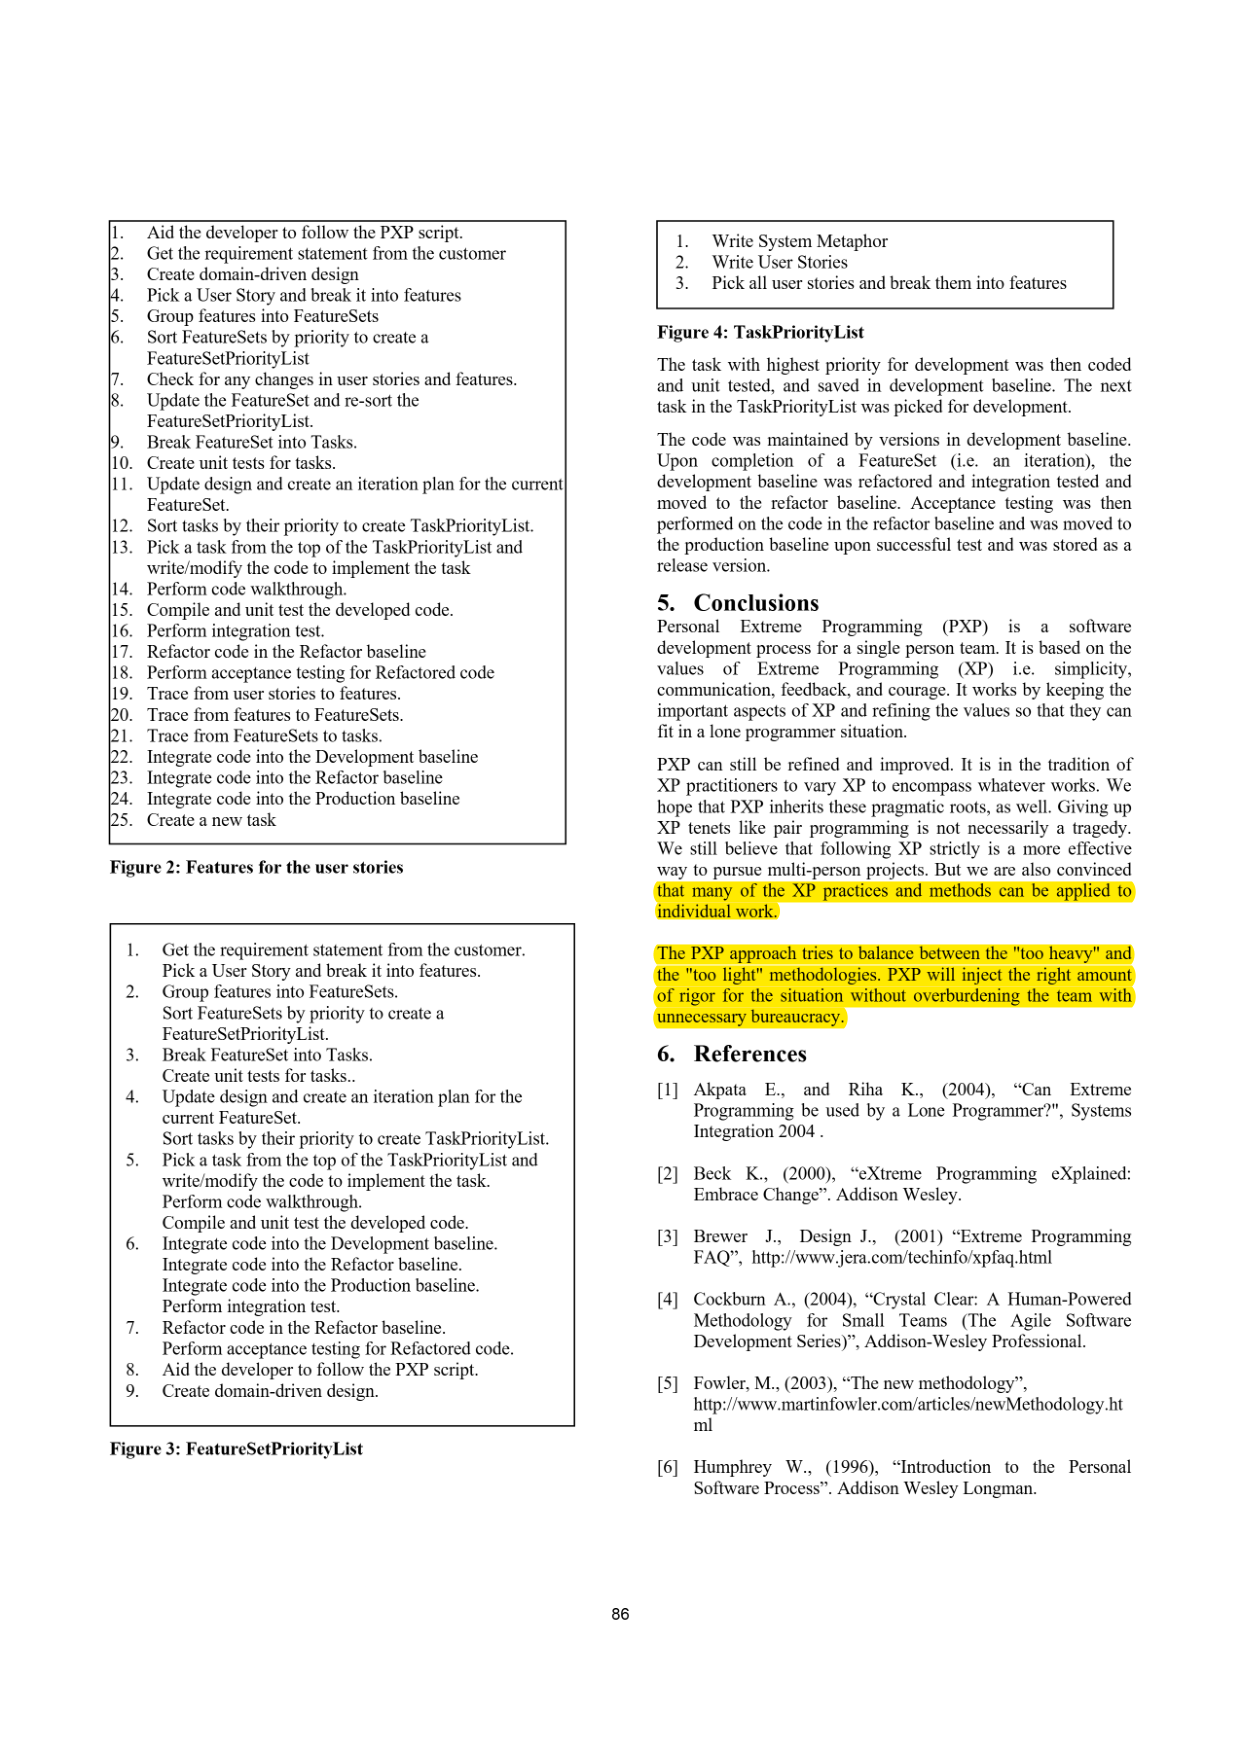 1. Aid the developer to follow the PXP script.
2. Get the requirement statement from the customer
3. Create domain-driven design
4. Pick a User Story and break it into features
5. Group features into FeatureSets
6. Sort FeatureSets by priority to create a
FeatureSetPriorityList
7. Check for any changes in user stories and features.
8. Update the FeatureSet and re-sort the
FeatureSetPriorityList.
9. Break FeatureSet into Tasks.
10. Create unit tests for tasks.
11. Update design and create an iteration plan for the current
FeatureSet.
12. Sort tasks by their priority to create TaskPriorityList.
13. Pick a task from the top of the TaskPriorityList and
write/modify the code to implement the task
14. Perform code walkthrough.
15. Compile and unit test the developed code.
16. Perform integration test.
17. Refactor code in the Refactor baseline
18. Perform acceptance testing for Refactored code
19. Trace from user stories to features.
20. Trace from features to FeatureSets.
21. Trace from FeatureSets to tasks.
22. Integrate code into the Development baseline
23. Integrate code into the Refactor baseline
24. Integrate code into the Production baseline
25. Create a new task
Figure 2: Features for the user stories
1. Get the requirement statement from the customer.
Pick a User Story and break it into features.
2. Group features into FeatureSets.
Sort FeatureSets by priority to create a
FeatureSetPriorityList.
3. Break FeatureSet into Tasks.
Create unit tests for tasks..
4. Update design and create an iteration plan for the
current FeatureSet.
Sort tasks by their priority to create TaskPriorityList.
5. Pick a task from the top of the TaskPriorityList and
write/modify the code to implement the task.
Perform code walkthrough.
Compile and unit test the developed code.
6. Integrate code into the Development baseline.
Integrate code into the Refactor baseline.
Integrate code into the Production baseline.
Perform integration test.
7. Refactor code in the Refactor baseline.
Perform acceptance testing for Refactored code.
8. Aid the developer to follow the PXP script.
9. Create domain-driven design.
Figure 3: FeatureSetPriorityList
1. Write System Metaphor
2. Write User Stories
3. Pick all user stories and break them into features
Figure 4: TaskPriorityList
The task with highest priority for development was then coded
and unit tested, and saved in development baseline. The next
task in the TaskPriorityList was picked for development.
The code was maintained by versions in development baseline.
Upon completion of a FeatureSet (i.e. an iteration), the
development baseline was refactored and integration tested and
moved to the refactor baseline. Acceptance testing was then
performed on the code in the refactor baseline and was moved to
the production baseline upon successful test and was stored as a
release version.
5. Conclusions
Personal Extreme Programming (PXP) is a software
development process for a single person team. It is based on the
values of Extreme Programming (XP) i.e. simplicity,
communication, feedback, and courage. It works by keeping the
important aspects of XP and refining the values so that they can
fit in a lone programmer situation.
PXP can still be refined and improved. It is in the tradition of
XP practitioners to vary XP to encompass whatever works. We
hope that PXP inherits these pragmatic roots, as well. Giving up
XP tenets like pair programming is not necessarily a tragedy.
We still believe that following XP strictly is a more effective
way to pursue multi-person projects. But we are also convinced
that many of the XP practices and methods can be applied to
individual work.
The PXP approach tries to balance between the "too heavy" and
the "too light" methodologies. PXP will inject the right amount
of rigor for the situation without overburdening the team with
unnecessary bureaucracy.
6. References
[1] Akpata E., and Riha K., (2004), “Can Extreme
Programming be used by a Lone Programmer?", Systems
Integration 2004 .
[2] Beck K., (2000), “eXtreme Programming eXplained:
Embrace Change”. Addison Wesley.
[3] Brewer J., Design J., (2001) “Extreme Programming
FAQ”, http://www.jera.com/techinfo/xpfaq.html
[4] Cockburn A., (2004), “Crystal Clear: A Human-Powered
Methodology for Small Teams (The Agile Software
Development Series)”, Addison-Wesley Professional.
[5] Fowler, M., (2003), “The new methodology”,
http://www.martinfowler.com/articles/newMethodology.ht
ml
[6] Humphrey W., (1996), “Introduction to the Personal
Software Process”. Addison Wesley Longman.
86